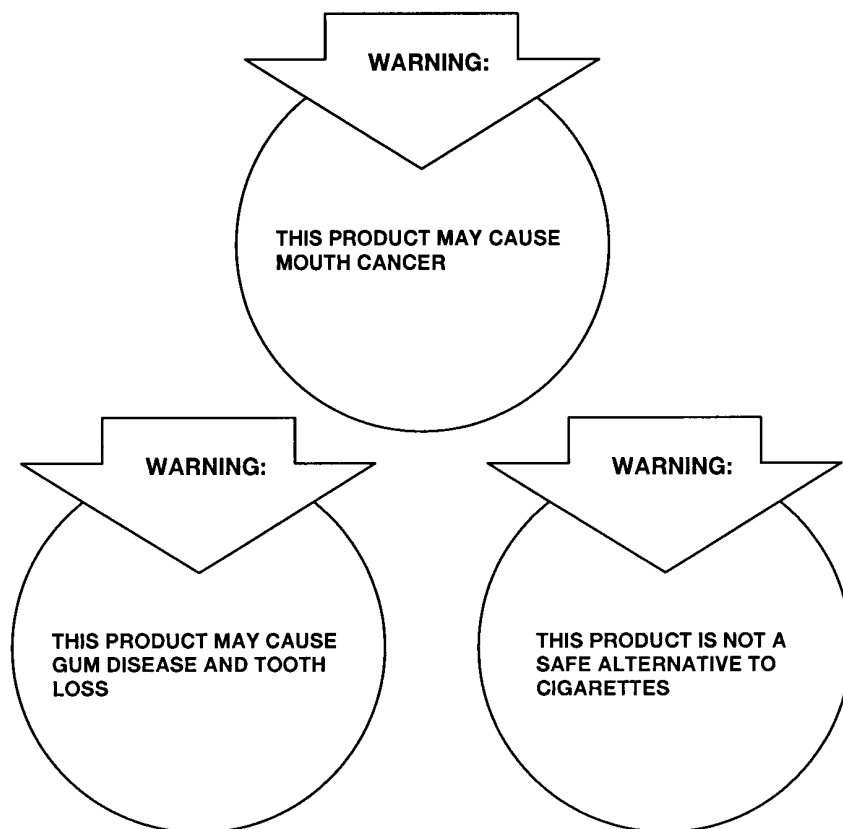 WARNING:
THIS PRODUCT MAY CAUSE
MOUTH CANCER
WARNING:
THIS PRODUCT MAY CAUSE
GUM DISEASE AND TOOTH
LOSS
WARNING:
THIS PRODUCT IS NOT A
SAFE ALTERNATIVE TO
CIGARETTES